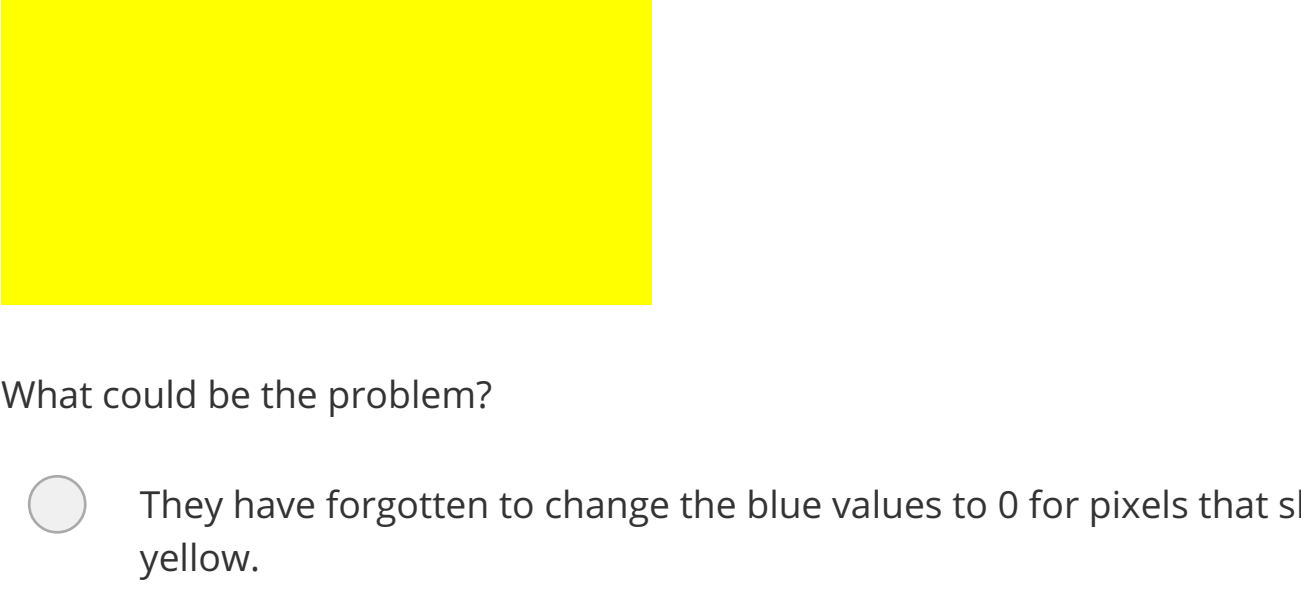 What could be the problem?
They have forgotten to change the blue values to 0 for pixels that
yellow.